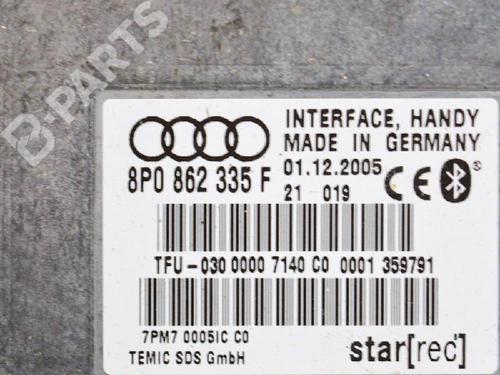 B-PARTS
INTERFACE, HANDY
MADE IN GERMANY
8P0 862 335 F
01.12.2005
21 019
CE
TFU-030 0000 7140 C0 0001 359791
7PM7 0005IC C0
TEMIC SDS GmbH
star[rec]